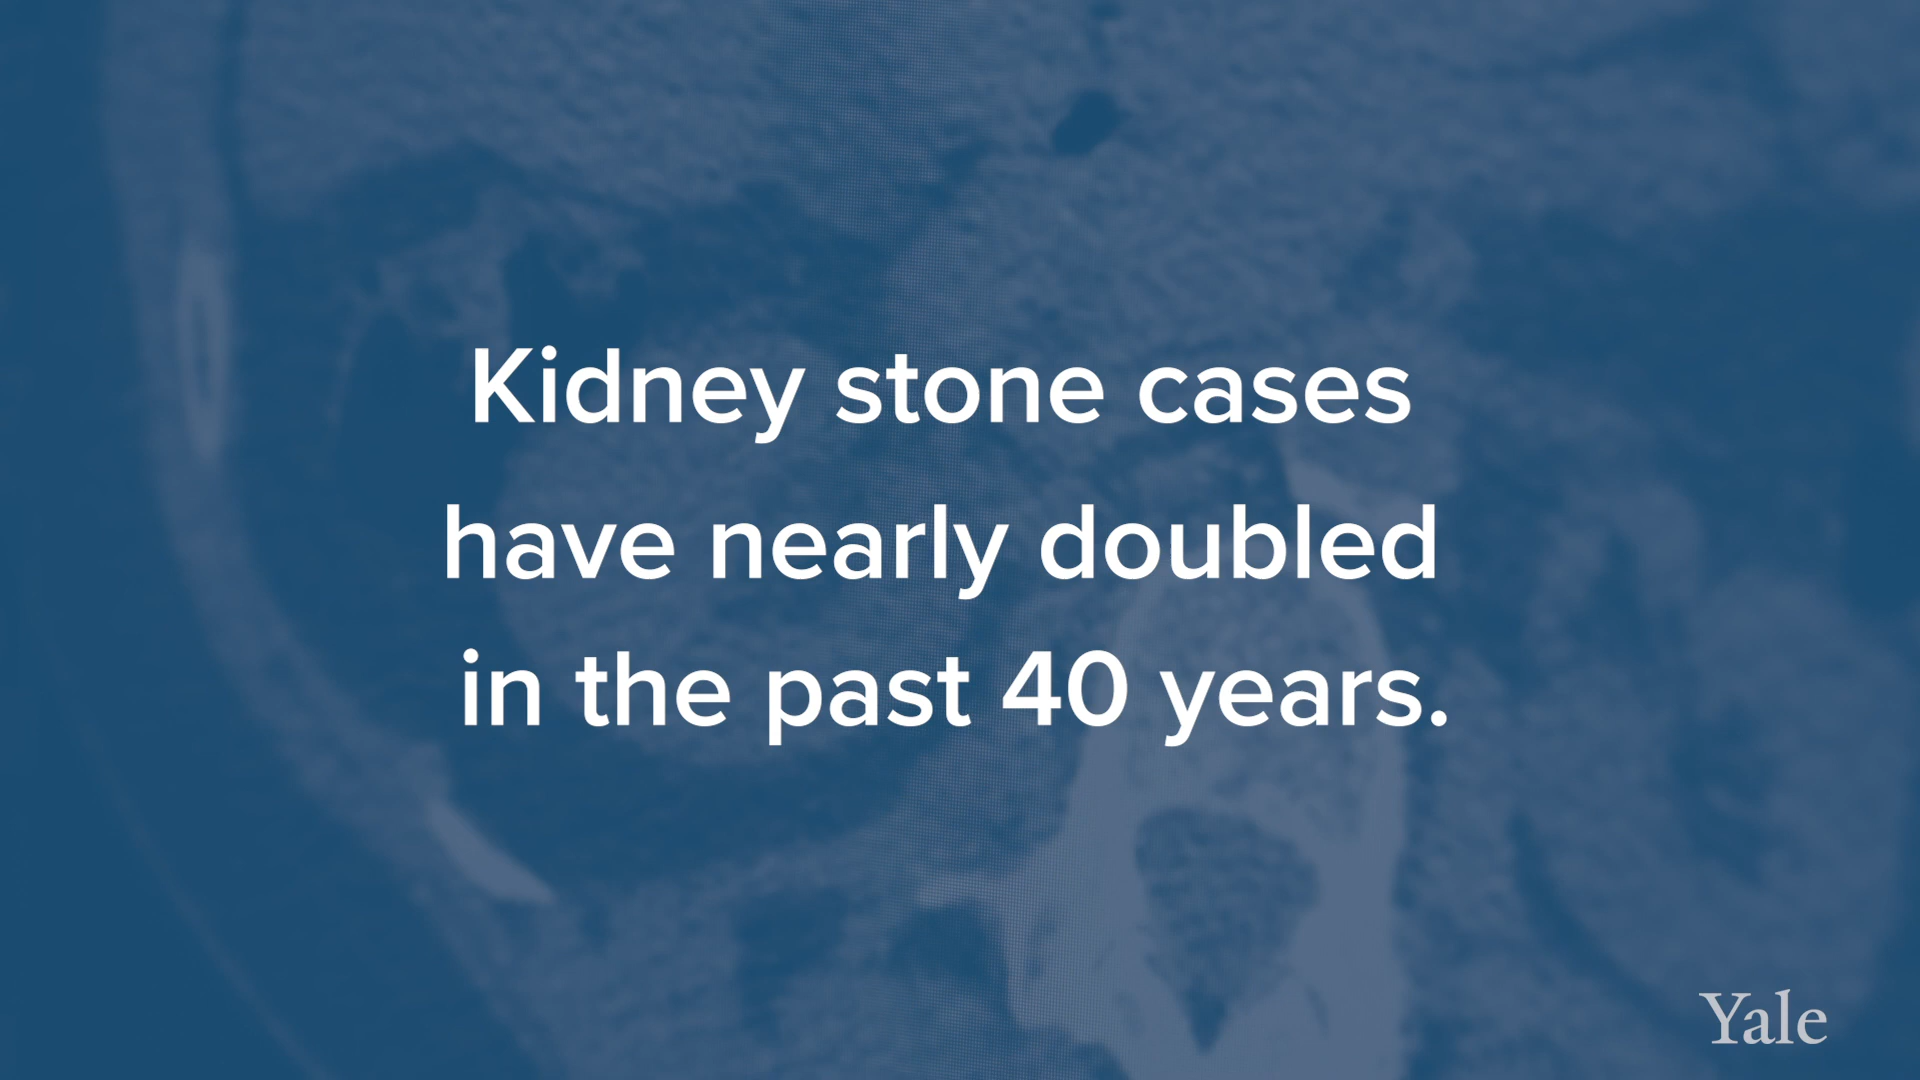 Kidney stone cases
have nearly doubled
in the past 40 years.
Yale